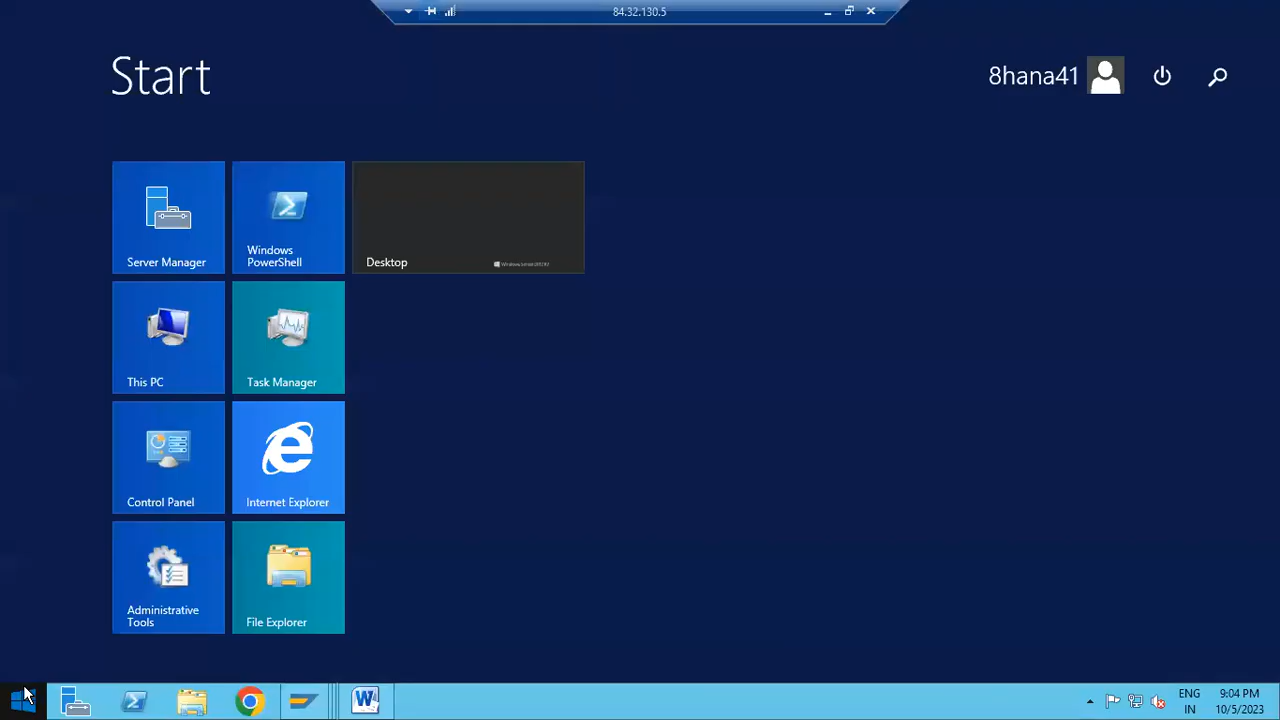 84.32.130.5
Start
8hana41
Server Manager
Windows
PowerShell
Desktop
This PC
Task Manager
Control Panel
Internet Explorer
Administrative
Tools
File Explorer
ENG
IN
9:04 PM
10/5/2023